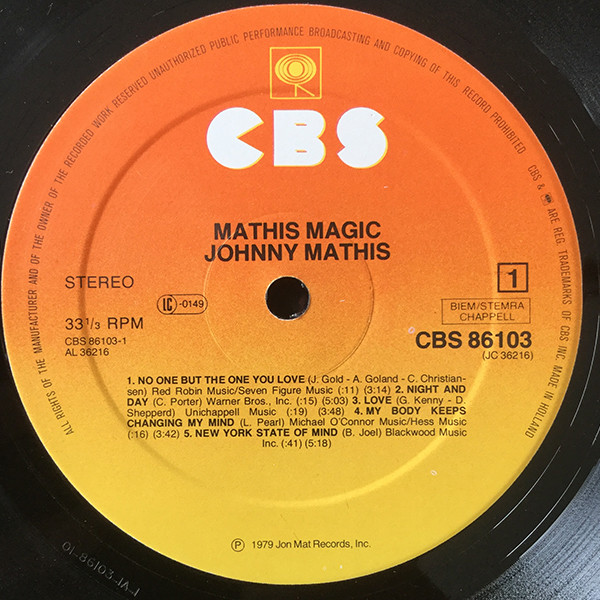 ALL RIGHTS OF THE MANUFACTURER AND OF THE OWNER OF THE RECORDED WORK RESERVED UNAUTHORIZED PUBLIC PERFORMANCE BROADCASTING AND COPYING OF THIS RECORD PROHIBITED
CBS & ARE REG. TRADEMARKS OF CBS INC. MADE IN HOLLAND
CBS
MATHIS MAGIC
JOHNNY MATHIS
STEREO
LC -0149
1
33 1/3 RPM
BIEM/STEMRA
CHAPPELL
CBS 86103-1
AL 36216
CBS 86103
(JC 36216)
1. NO ONE BUT THE ONE YOU LOVE (J. Gold - A. Goland - C. Christian-
sen) Red Robin Music/Seven Figure Music (:11) (3:14) 2. NIGHT AND
DAY (C. Porter) Warner Bros., Inc. (:15) (5:03) 3. LOVE (G. Kenny - D.
Shepperd) Unichappell Music (:19) (3:48) 4. MY BODY KEEPS
CHANGING MY MIND (L. Pearl) Michael O'Connor Music/Hess Music
(:16) (3:42) 5. NEW YORK STATE OF MIND (B. Joel) Blackwood Music
Inc. (:41) (5:18)
Ⓟ 1979 Jon Mat Records, Inc.